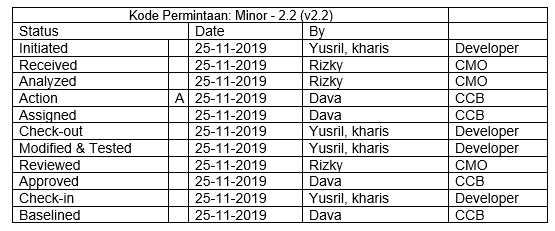 Kode Permintaan: Minor - 2.2 (v2.2)
Status Date By
Initiated 25-11-2019 Yusril, kharis Developer
Received 25-11-2019 Rizky CMO
Analyzed 25-11-2019 Rizky CMO
Action A 25-11-2019 Dava CCB
Assigned 25-11-2019 Dava CCB
Check-out 25-11-2019 Yusril, kharis Developer
Modified & Tested 25-11-2019 Yusril, kharis Developer
Reviewed 25-11-2019 Rizky CMO
Approved 25-11-2019 Dava CCB
Check-in 25-11-2019 Yusril, kharis Developer
Baselined 25-11-2019 Dava CCB